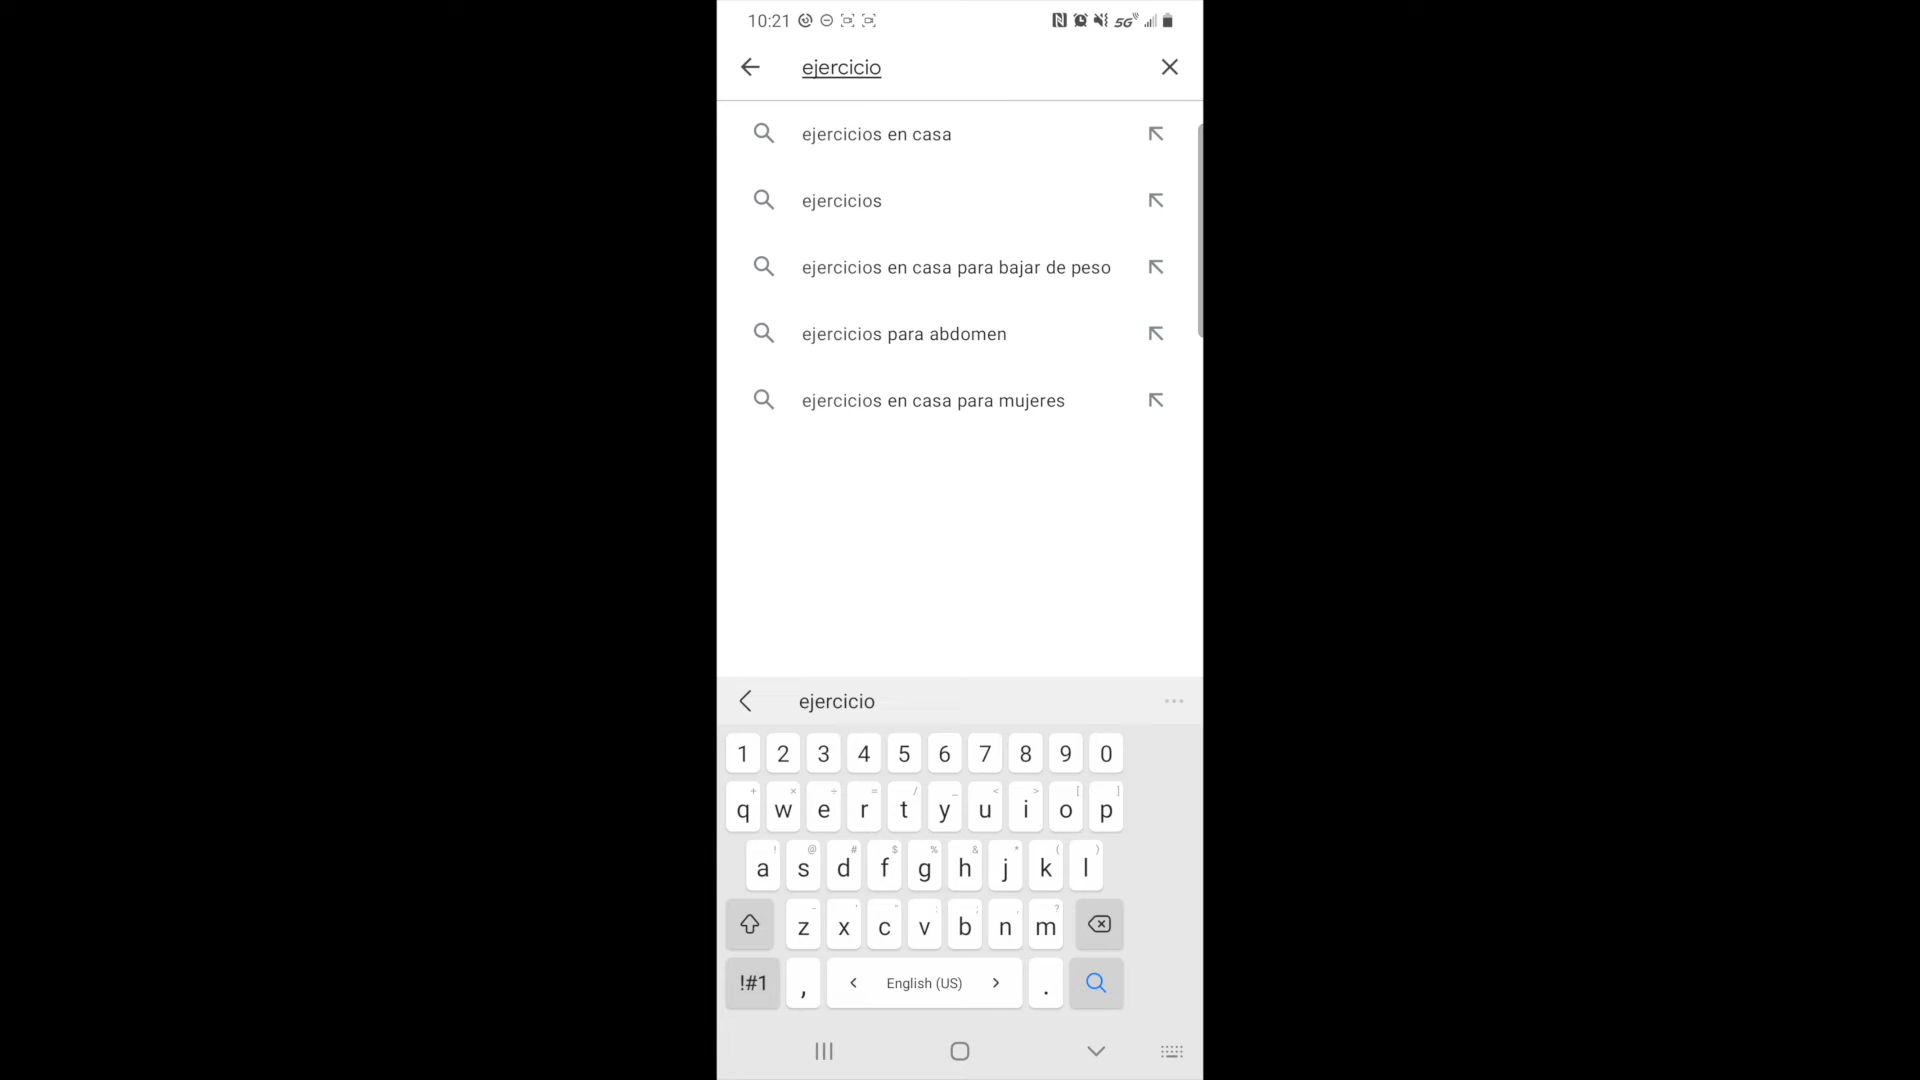 10:21 5G
ejercicio
ejercicios en casa
ejercicios
ejercicios en casa para bajar de peso
ejercicios para abdomen
ejercicios en casa para mujeres
ejercicio
1 2 3 4 5 6 7 8 9 0
q w e r t y u i o p
a s d f g h j k l
z x c v b n m
!#1 , < English (US) > .